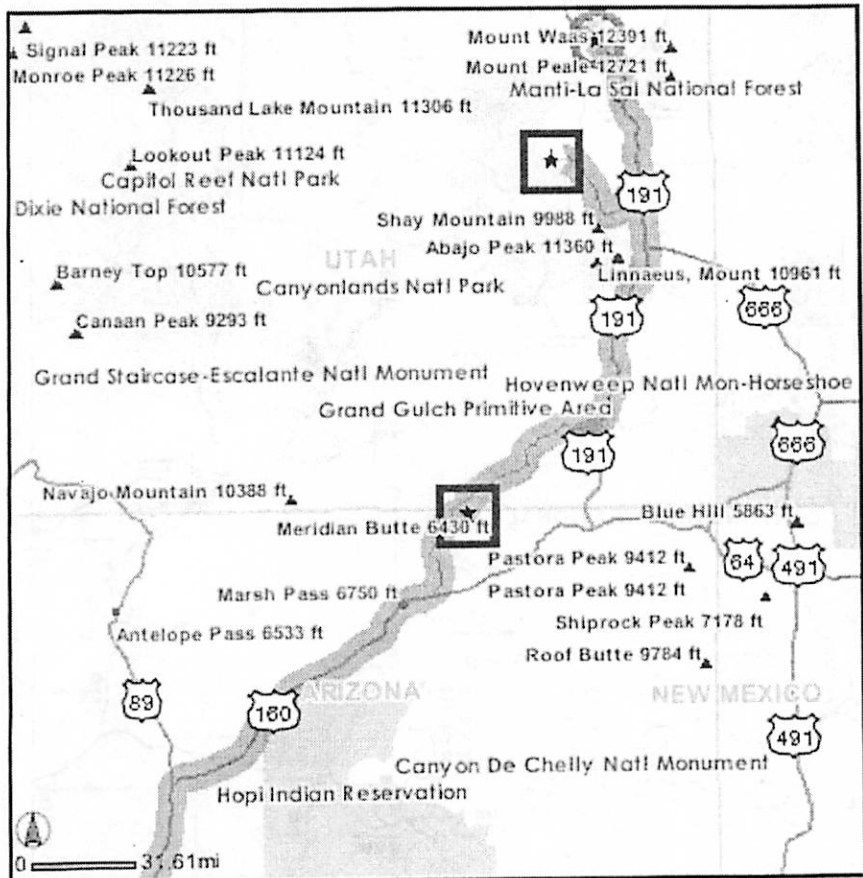 Signal Peak 11223 ft
Mount Waas 12391 ft
Monroe Peak 11226 ft
Mount Peale 12721 ft
Manti-La Sal National Forest
Thousand Lake Mountain 11306 ft
Lookout Peak 11124 ft
Capitol Reef Natl Park
191
Dixie National Forest
Shay Mountain 9988 ft
UTAH
Abajo Peak 11360 ft
Barney Top 10577 ft
Linnaeus, Mount 10961 ft
Canyonlands Natl Park
666
Canaan Peak 9293 ft
191
Grand Staircase-Escalante Natl Monument
Hovenweep Natl Mon-Horseshoe
Grand Gulch Primitive Area
666
191
Navajo Mountain 10388 ft
Blue Hill 5863 ft
Meridian Butte 6430 ft
Pastora Peak 9412 ft
64
491
Marsh Pass 6750 ft
Pastora Peak 9412 ft
Shiprock Peak 7178 ft
Antelope Pass 6533 ft
Roof Butte 9784 ft
89
160
ARIZONA
NEW MEXICO
491
Canyon De Chelly Natl Monument
Hopi Indian Reservation
0 31.61mi